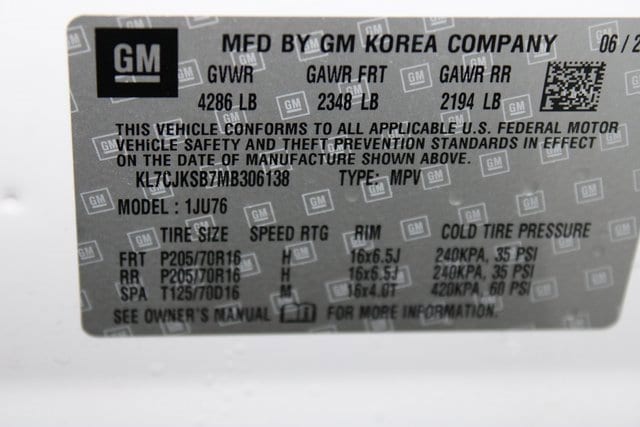 GM MFD BY GM KOREA COMPANY 06/2
GVWR GAWR FRT GAWR RR
4286 LB 2348 LB 2194 LB
THIS VEHICLE CONFORMS TO ALL APPLICABLE U.S. FEDERAL MOTOR
VEHICLE SAFETY AND THEFT PREVENTION STANDARDS IN EFFECT
ON THE DATE OF MANUFACTURE SHOWN ABOVE.
KL7CJKSB7MB306138 TYPE: MPV
MODEL : 1JU76
TIRE SIZE SPEED RTG RIM COLD TIRE PRESSURE
FRT P205/70R16 H 16x6.5J 240KPA, 35 PSI
RR P205/70R16 H 16x6.5J 240KPA, 35 PSI
SPA T125/70D16 M 16x4.0T 420KPA, 60 PSI
SEE OWNER'S MANUAL FOR MORE INFORMATION.